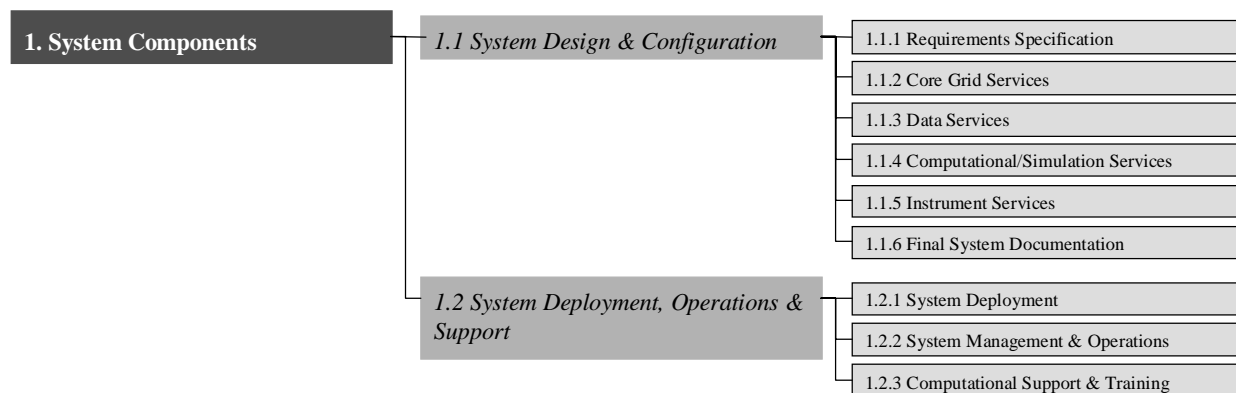 1. System Components
1.1 System Design & Configuration
1.1.1 Requirements Specification
1.1.2 Core Grid Services
1.1.3 Data Services
1.1.4 Computational/Simulation Services
1.1.5 Instrument Services
1.1.6 Final System Documentation
1.2 System Deployment, Operations &
Support
1.2.1 System Deployment
1.2.2 System Management & Operations
1.2.3 Computational Support & Training